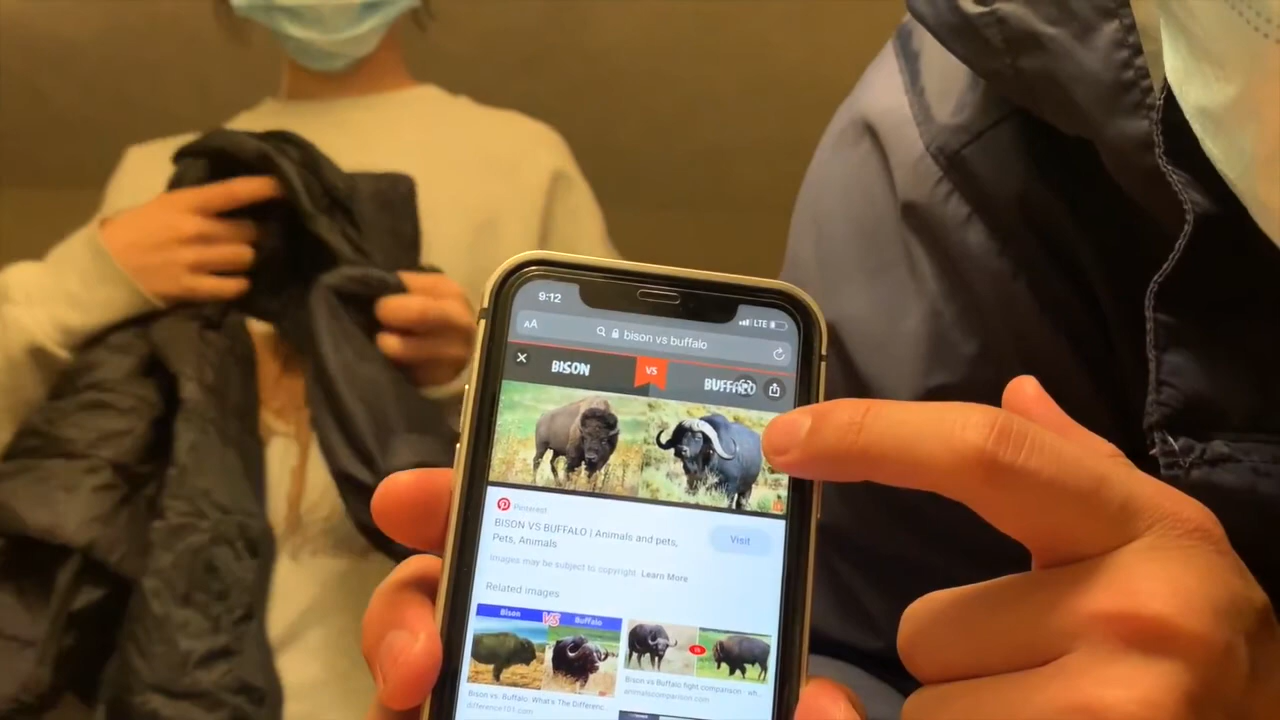 9:12
LTE
AA
bison vs buffalo
BISON
VS
BUFFALO
Pinterest
BISON VS BUFFALO | Animals and pets,
Pets, Animals
Visit
Images may be subject to copyright. Learn More
Related images
Bison
VS
Buffalo
Bison vs. Buffalo: What's The Differenc...
difference101.com
Bison vs Buffalo fight comparison - wh...
animalscomparison.com